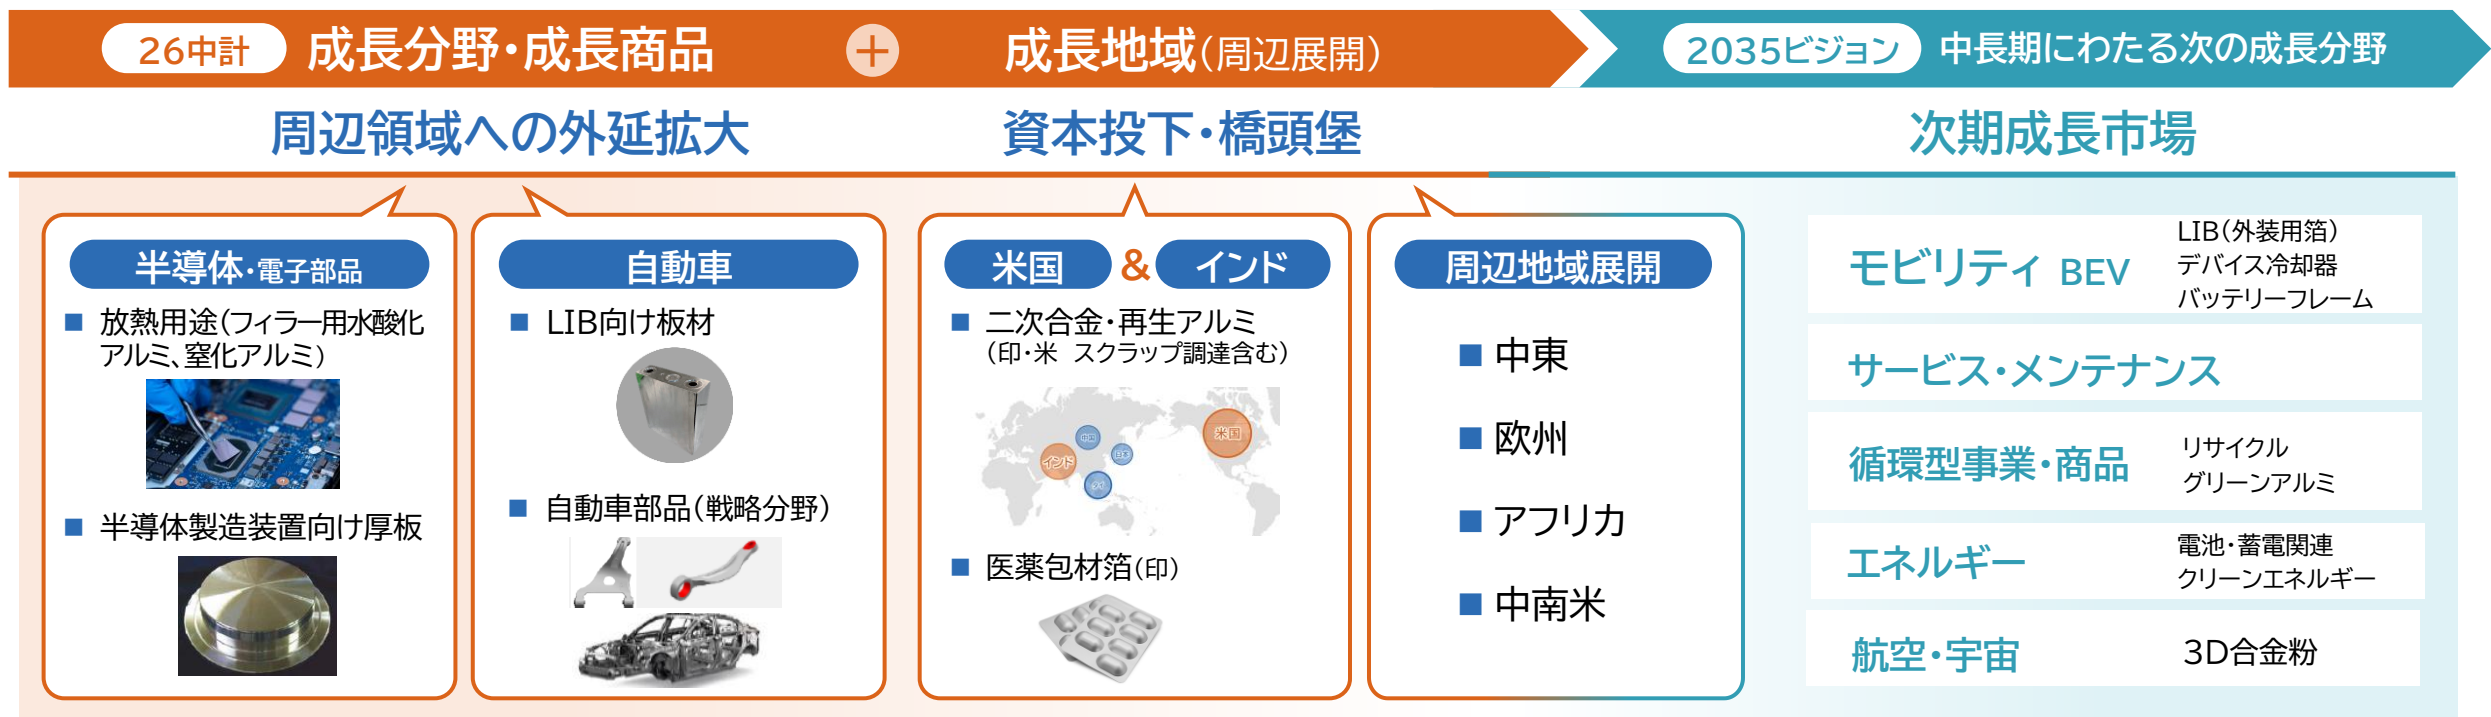 26中計 成長分野・成長商品 + 成長地域(周辺展開)
2035ビジョン 中長期にわたる次の成長分野
周辺領域への外延拡大
資本投下・橋頭堡
次期成長市場
半導体・電子部品
■ 放熱用途(フィラー用水酸化
アルミ、窒化アルミ)
■ 半導体製造装置向け厚板
自動車
■ LIB向け板材
■ 自動車部品(戦略分野)
米国 & インド
■ 二次合金・再生アルミ
(印・米 スクラップ調達含む)
インド
中国
日本
タイ
米国
■ 医薬包材箔(印)
周辺地域展開
■ 中東
■ 欧州
■ アフリカ
■ 中南米
モビリティ BEV
LIB(外装用箔)
デバイス冷却器
バッテリーフレーム
サービス・メンテナンス
循環型事業・商品
リサイクル
グリーンアルミ
エネルギー
電池・蓄電関連
クリーンエネルギー
航空・宇宙
3D合金粉